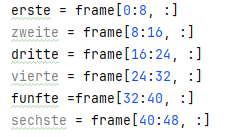 erste = frame[0:8, :]
zweite = frame[8:16, :]
dritte = frame[16:24, :]
vierte = frame[24:32, :]
funfte =frame[32:40, :]
sechste = frame[40:48, :]